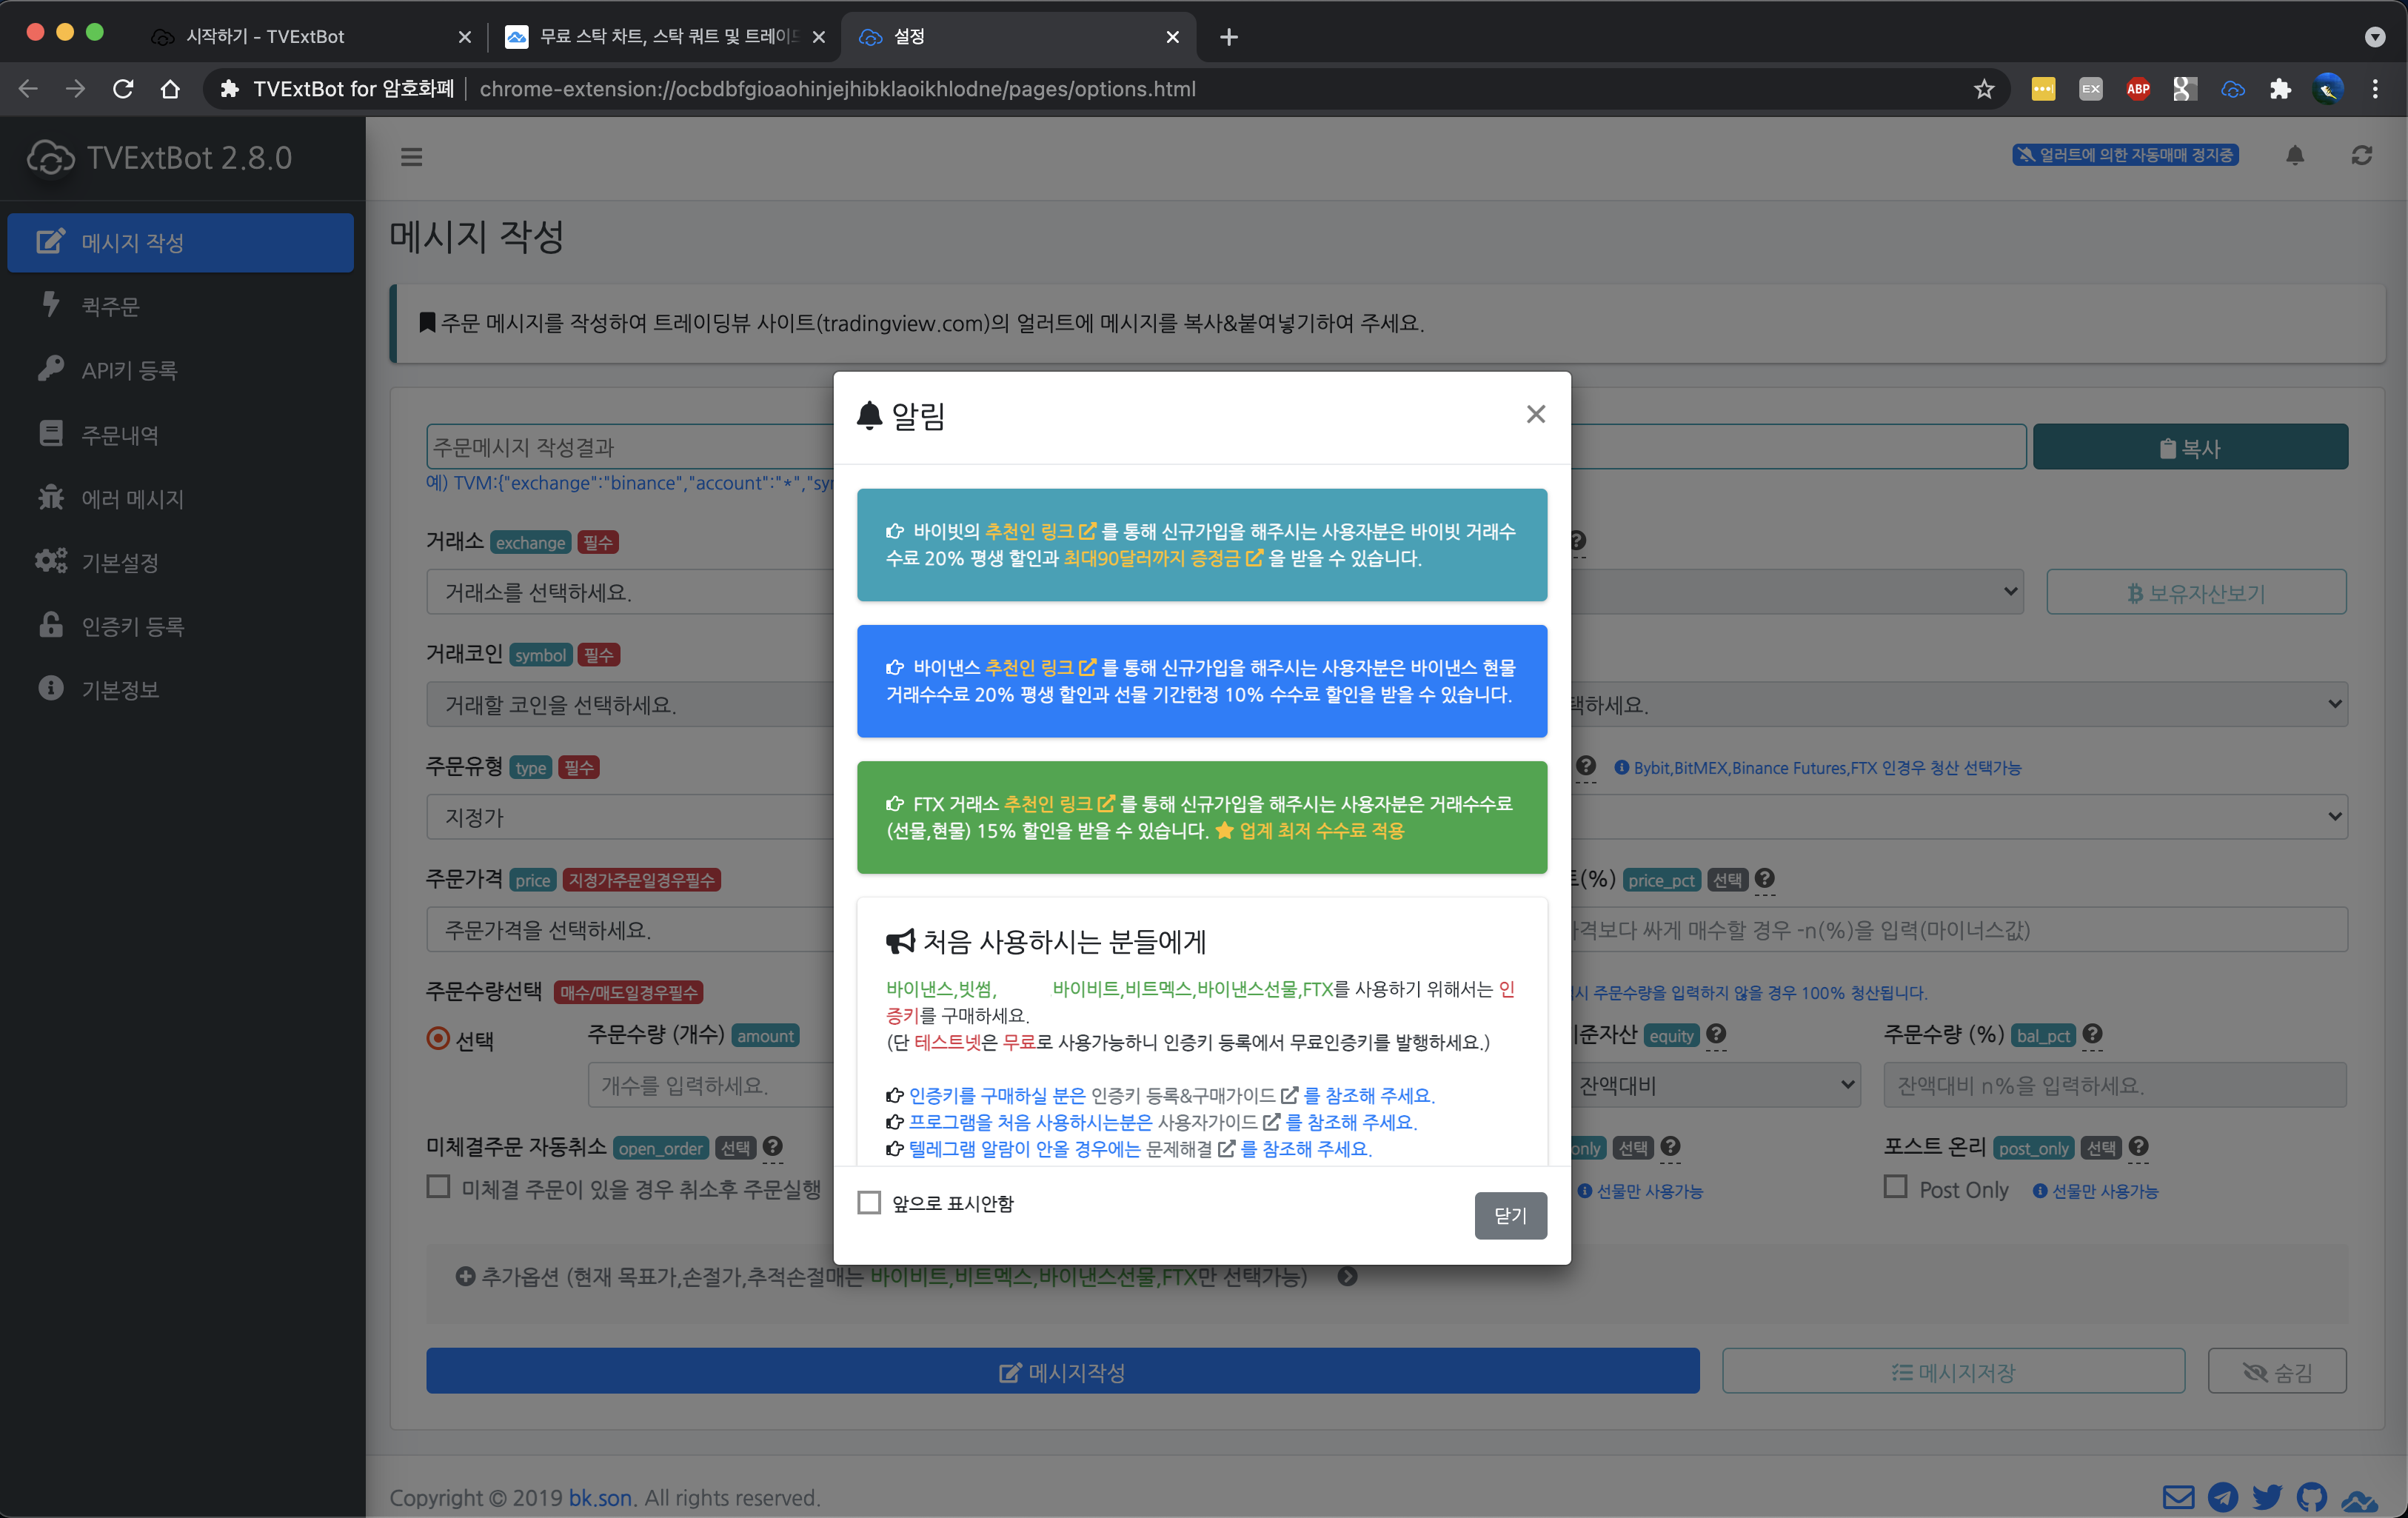 시작하기 - TVExtBot
무료 스탁 차트, 스탁 쿼트 및 트레이드
설정
TVExtBot for 암호화폐
chrome-extension://ocbdbfgioaohinjejhibklaoikhlodne/pages/options.html
EX
ABP
TVExtBot 2.8.0
얼러트에 의한 자동매매 정지중
메시지 작성
퀵주문
API키 등록
주문내역
에러 메시지
기본설정
인증키 등록
기본정보
메시지 작성
주문 메시지를 작성하여 트레이딩뷰 사이트(tradingview.com)의 얼러트에 메시지를 복사&붙여넣기하여 주세요.
주문메시지 작성결과
복사
예) TVM:{"exchange":"binance","account":"*","syn
거래소 exchange 필수
거래소를 선택하세요.
보유자산보기
거래코인 symbol 필수
거래할 코인을 선택하세요.
택하세요.
주문유형 type 필수
Bybit,BitMEX,Binance Futures,FTX 인경우 청산 선택가능
지정가
주문가격 price 지정가주문일경우필수
트(%) price_pct 선택
주문가격을 선택하세요.
가격보다 싸게 매수할 경우 -n(%)을 입력(마이너스값)
주문수량선택 매수/매도일경우필수
시 주문수량을 입력하지 않을 경우 100% 청산됩니다.
선택
주문수량 (개수) amount
기준자산 equity
주문수량 (%) bal_pct
개수를 입력하세요.
잔액대비
잔액대비 n%을 입력하세요.
미체결주문 자동취소 open_order 선택
only 선택
포스트 온리 post_only 선택
미체결 주문이 있을 경우 취소후 주문실행
선물만 사용가능
Post Only 선물만 사용가능
추가옵션 (현재 목표가,손절가,추적손절매는 바이비트,비트멕스,바이낸스선물,FTX만 선택가능)
메시지작성
메시지저장
숨김
Copyright © 2019 bk.son. All rights reserved.
알림
바이빗의 추천인 링크 를 통해 신규가입을 해주시는 사용자분은 바이빗 거래수
수료 20% 평생 할인과 최대90달러까지 증정금 을 받을 수 있습니다.
바이낸스 추천인 링크 를 통해 신규가입을 해주시는 사용자분은 바이낸스 현물
거래수수료 20% 평생 할인과 선물 기간한정 10% 수수료 할인을 받을 수 있습니다.
FTX 거래소 추천인 링크 를 통해 신규가입을 해주시는 사용자분은 거래수수료
(선물,현물) 15% 할인을 받을 수 있습니다. 업계 최저 수수료 적용
처음 사용하시는 분들에게
바이낸스,빗썸, 바이비트,비트멕스,바이낸스선물,FTX를 사용하기 위해서는 인
증키를 구매하세요.
(단 테스트넷은 무료로 사용가능하니 인증키 등록에서 무료인증키를 발행하세요.)
인증키를 구매하실 분은 인증키 등록&구매가이드 를 참조해 주세요.
프로그램을 처음 사용하시는분은 사용자가이드 를 참조해 주세요.
텔레그램 알람이 안올 경우에는 문제해결 를 참조해 주세요.
앞으로 표시안함
닫기